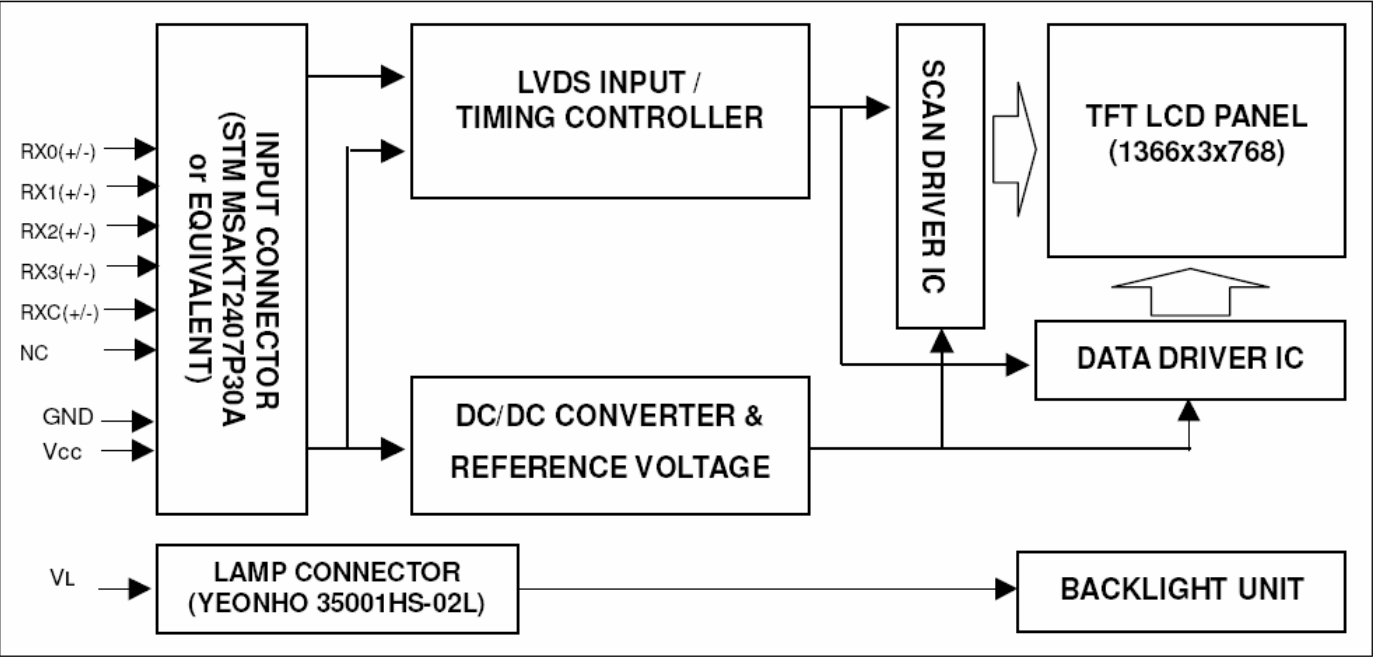 RX0(+/-)
RX1(+/-)
RX2(+/-)
RX3(+/-)
RXC(+/-)
NC
GND
Vcc
INPUT CONNECTOR
(STM MSAKT2407P30A
or EQUIVALENT)
LVDS INPUT /
TIMING CONTROLLER
SCAN DRIVER IC
TFT LCD PANEL
(1366x3x768)
DATA DRIVER IC
DC/DC CONVERTER &
REFERENCE VOLTAGE
VL
LAMP CONNECTOR
(YEONHO 35001HS-02L)
BACKLIGHT UNIT